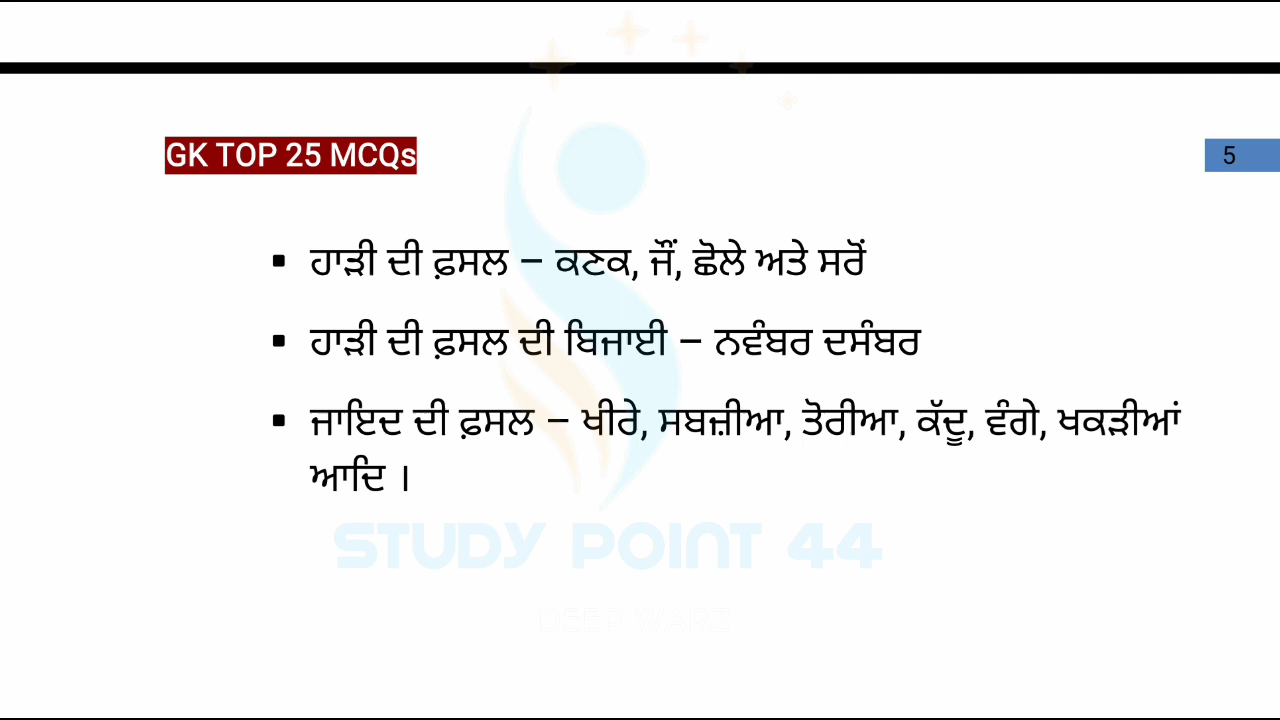 GK TOP 25 MCQs
5
▪ ਹਾੜੀ ਦੀ ਫ਼ਸਲ – ਕਣਕ, ਜੌਂ, ਛੋਲੇ ਅਤੇ ਸਰੋਂ
▪ ਹਾੜੀ ਦੀ ਫ਼ਸਲ ਦੀ ਬਿਜਾਈ – ਨਵੰਬਰ ਦਸੰਬਰ
▪ ਜਾਇਦ ਦੀ ਫ਼ਸਲ – ਖੀਰੇ, ਸਬਜ਼ੀਆ, ਤੋਰੀਆ, ਕੱਦੂ, ਵੰਗੇ, ਖਕੜੀਆਂ
ਆਦਿ ।
STUDY POINT 44